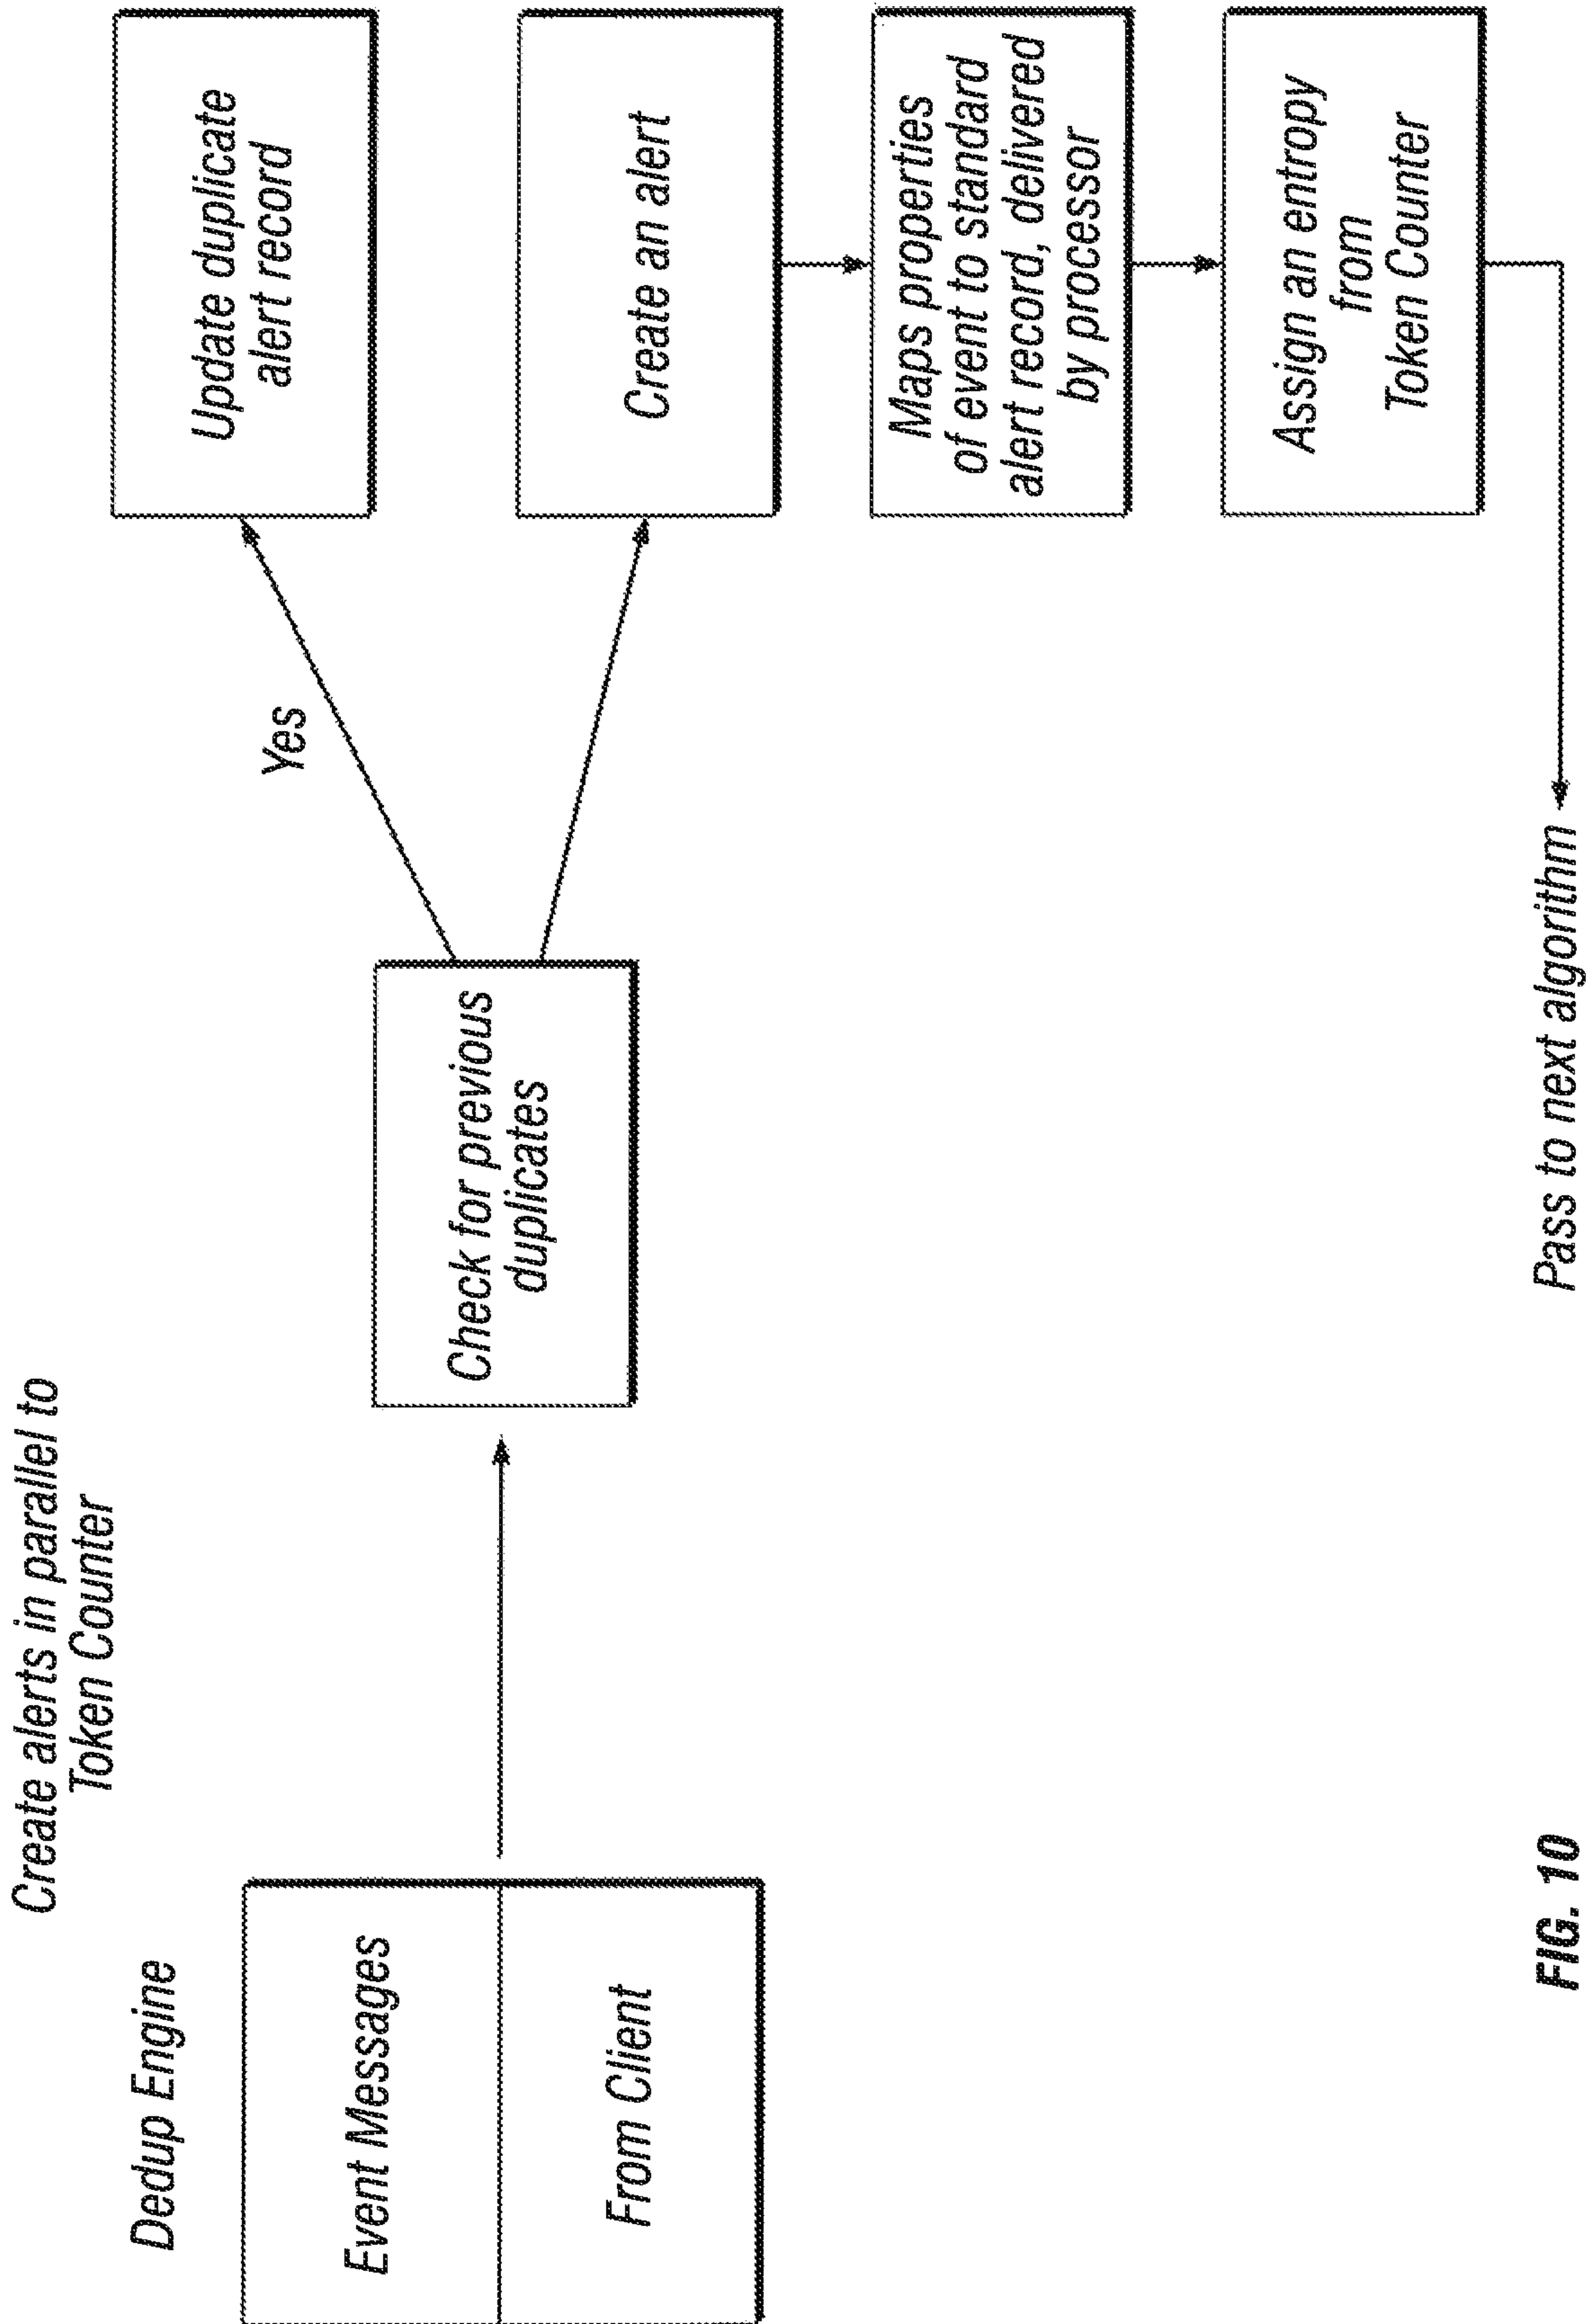 Create alerts in parallel to
Token Counter
Dedup Engine
Event Messages
From Client
Check for previous
duplicates
Yes
Update duplicate
alert record
Create an alert
Maps properties
of event to standard
alert record, delivered
by processor
Assign an entropy
from
Token Counter
Pass to next algorithm
FIG. 10